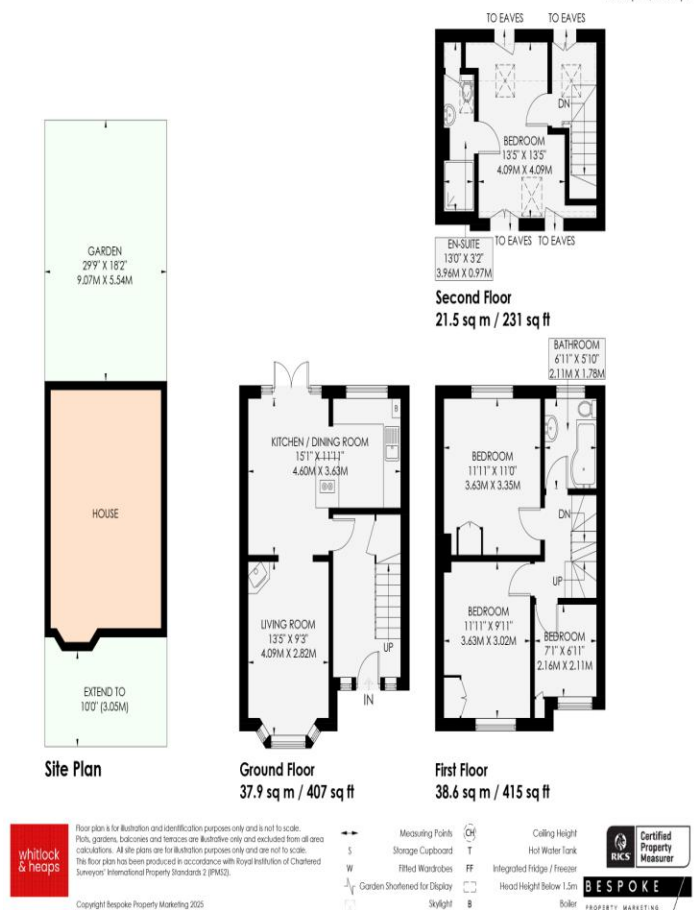 TO EAVES TO EAVES
DN
BEDROOM
13'5" X 13'5"
4.09M X 4.09M
EN-SUITE
13'0" X 3'2"
3.96M X 0.97M
TO EAVES TO EAVES
Second Floor
21.5 sq m / 231 sq ft
GARDEN
29'9" X 18'2"
9.07M X 5.54M
HOUSE
EXTEND TO
10'0" (3.05M)
Site Plan
B
KITCHEN / DINING ROOM
15'1" X 11'11"
4.60M X 3.63M
LIVING ROOM
13'5" X 9'3"
4.09M X 2.82M
UP
IN
Ground Floor
37.9 sq m / 407 sq ft
BATHROOM
6'11" X 5'10"
2.11M X 1.78M
BEDROOM
11'11" X 11'0"
3.63M X 3.35M
DN
UP
BEDROOM
11'11" X 9'11"
3.63M X 3.02M
BEDROOM
7'1" X 6'11"
2.16M X 2.11M
First Floor
38.6 sq m / 415 sq ft
whitlock
& heaps
Floor plan is for illustration and identification purposes only and is not to scale.
Plots, gardens, balconies and terraces are illustrative only and excluded from all area
calculations. All site plans are for illustration purposes only and are not to scale.
This floor plan has been produced in accordance with Royal Institution of Chartered
Surveyors' International Property Standards 2 (IPMS2).
Copyright Bespoke Property Marketing 2025
Measuring Points CH Ceiling Height
S Storage Cupboard T Hot Water Tank
W Fitted Wardrobes FF Integrated Fridge / Freezer
Garden Shortened for Display Head Height Below 1.5m
Skylight B Boiler
RICS Certified
Property
Measurer
BESPOKE
PROPERTY MARKETING